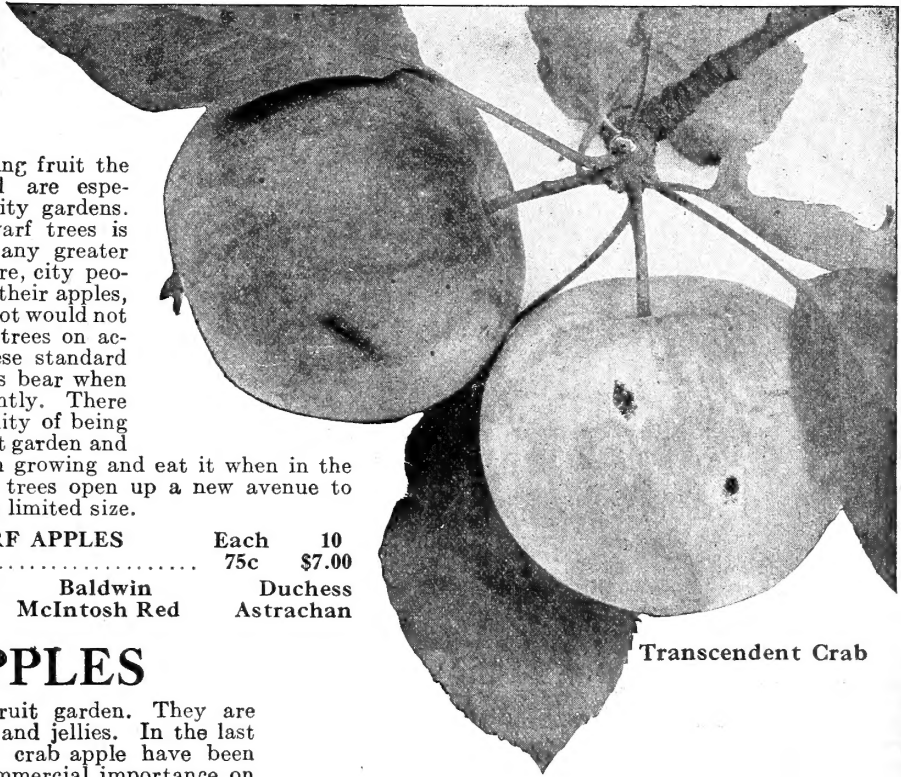 ing fruit the
are espe-
ity gardens.
arf trees is
any greater
re, city peo-
their apples,
ot would not
trees on ac-
ese standard
s bear when
ntly. There
ity of being
t garden and
n growing and eat it when in the
trees open up a new avenue to
limited size.
RF APPLES Each 10
75c $7.00
Baldwin Duchess
McIntosh Red Astrachan
Transcendent Crab
PPLES
ruit garden. They are
and jellies. In the last
crab apple have been
mmercial importance on